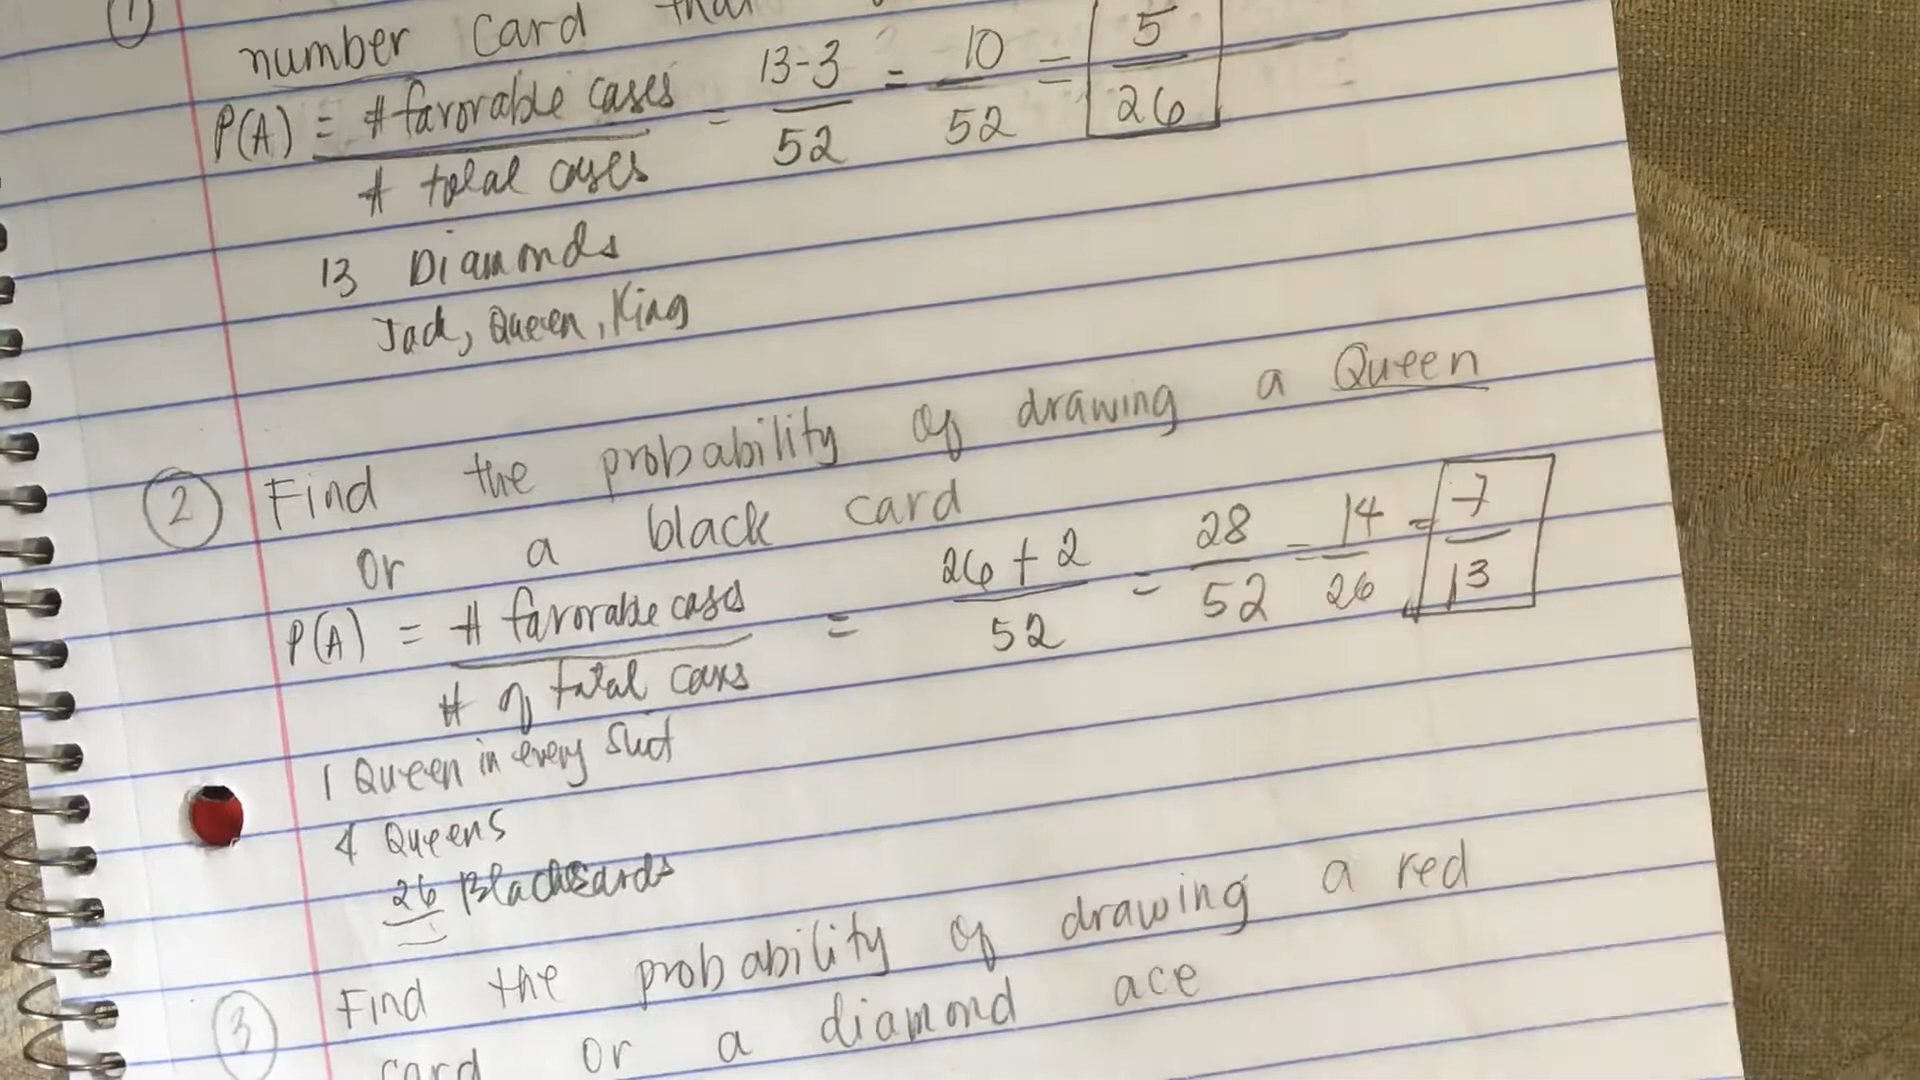 ①
number card
P(A) = # favorable cases = 13-3 = 10 = 5
# total cases 52 52 26
13 Diamonds
Jack, Queen, King
② Find the probability of drawing a Queen
or a black card
P(A) = # favorable cases = 26 + 2 = 28 = 14 = 7
# of total cases 52 52 26 13
1 Queen in every suit
4 Queens
26 Black cards
③ Find the probability of drawing a red
card or a diamond ace